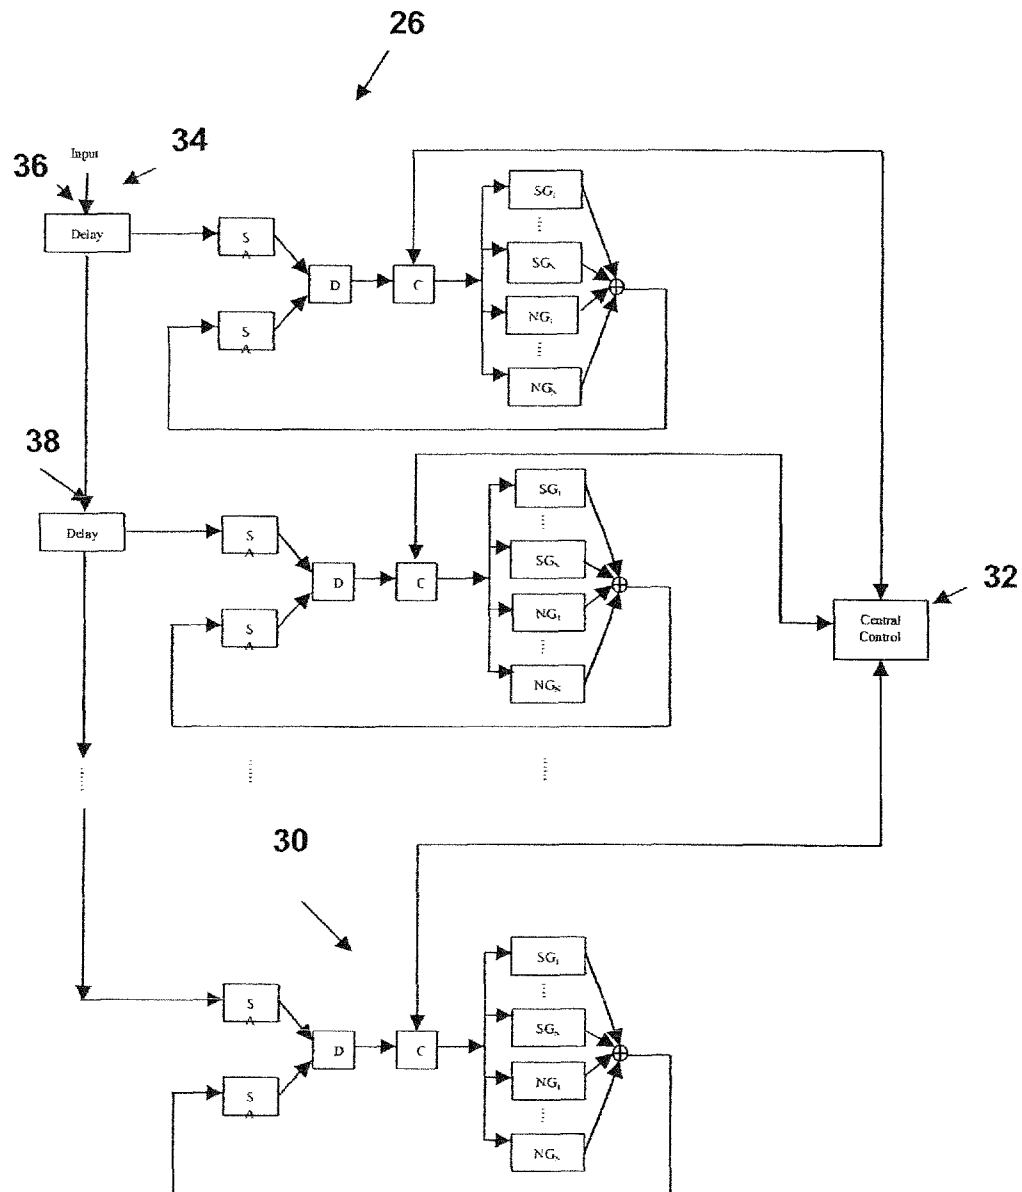 26
34
36
Input
Delay
S
A
D
C
SG₁
SGₙ
NG₁
NGₙ
S
A
38
Delay
S
A
D
C
SG₁
SGₙ
NG₁
NG_N
S
A
32
Central
Control
30
S
A
D
C
SG₁
SGₙ
NG₁
NGₙ
S
A